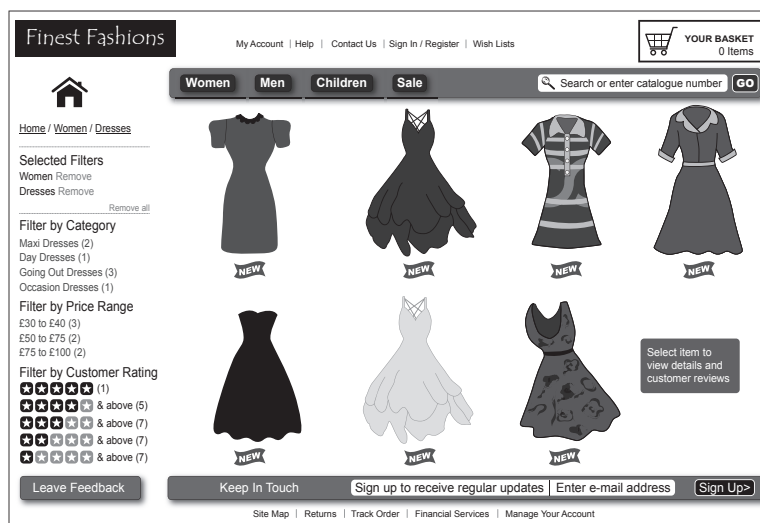 Finest Fashions
My Account | Help | Contact Us | Sign In / Register | Wish Lists
YOUR BASKET
0 Items
Women Men Children Sale
Search or enter catalogue number GO
Home / Women / Dresses
Selected Filters
Women Remove
Dresses Remove
Remove all
Filter by Category
Maxi Dresses (2)
Day Dresses (1)
Going Out Dresses (3)
Occasion Dresses (1)
Filter by Price Range
£30 to £40 (3)
£50 to £75 (2)
£75 to £100 (2)
Filter by Customer Rating
(1)
& above (5)
& above (7)
& above (7)
& above (7)
NEW NEW NEW NEW
Select item to
view details and
customer reviews
NEW NEW
Leave Feedback
Keep In Touch Sign up to receive regular updates Enter e-mail address Sign Up>
Site Map | Returns | Track Order | Financial Services | Manage Your Account